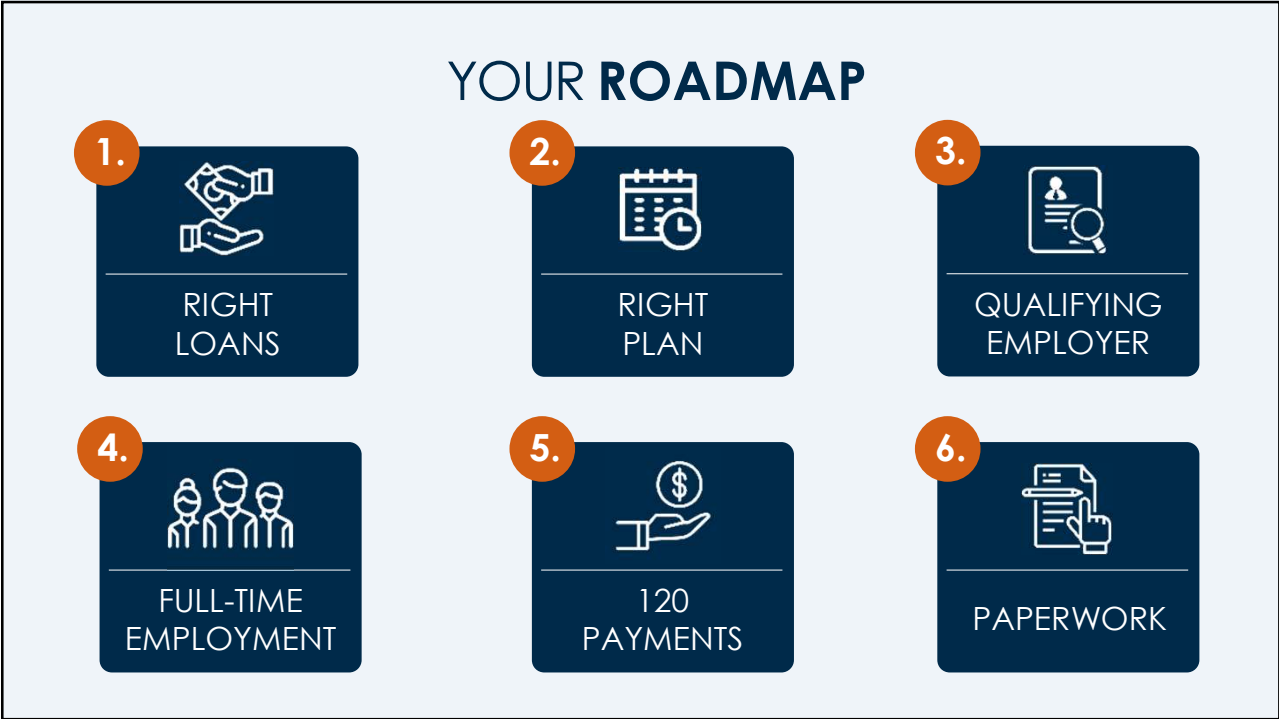 YOUR ROADMAP
1.
RIGHT
LOANS
2.
RIGHT
PLAN
3.
QUALIFYING
EMPLOYER
4.
FULL-TIME
EMPLOYMENT
5.
$
120
PAYMENTS
6.
PAPERWORK